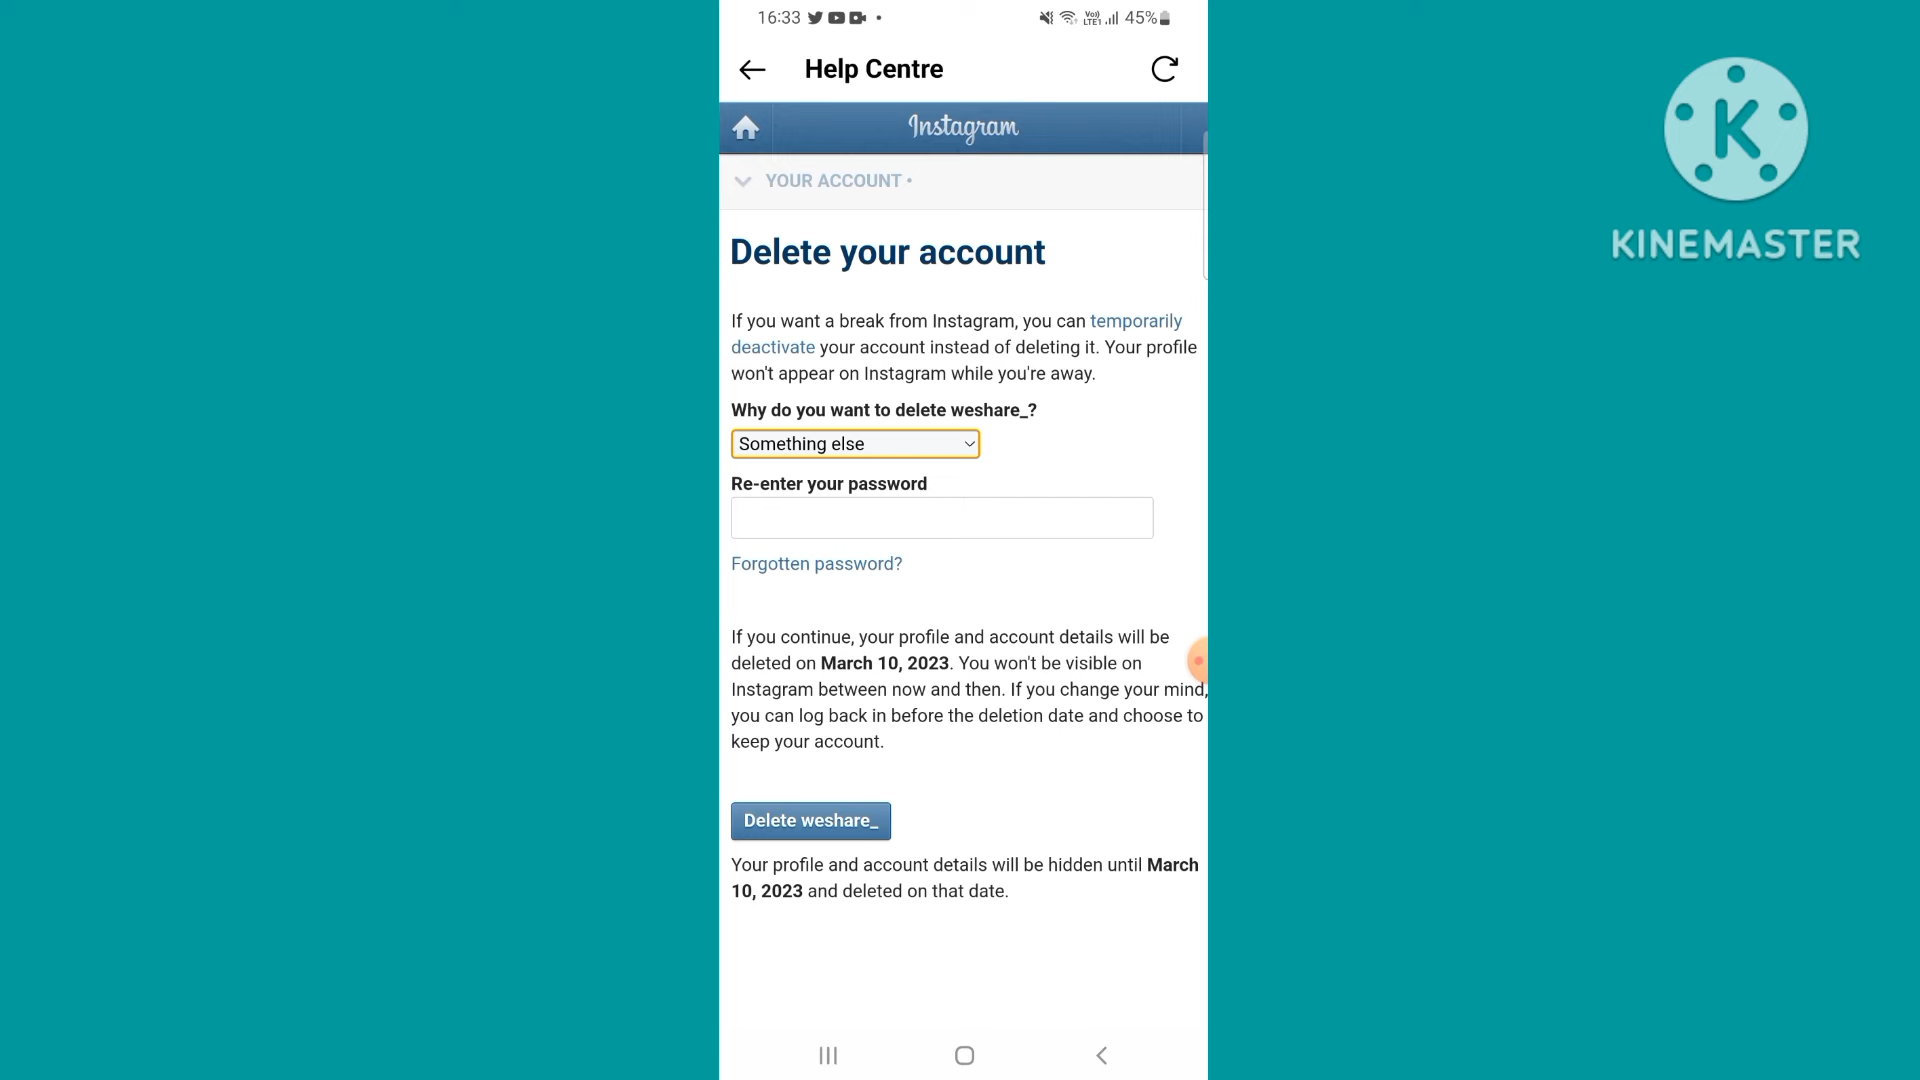 16:33
Vo)) LTE1 45%
Help Centre
Instagram
YOUR ACCOUNT •
Delete your account
If you want a break from Instagram, you can temporarily
deactivate your account instead of deleting it. Your profile
won't appear on Instagram while you're away.
Why do you want to delete weshare_?
Something else
Re-enter your password
Forgotten password?
If you continue, your profile and account details will be
deleted on March 10, 2023. You won't be visible on
Instagram between now and then. If you change your mind,
you can log back in before the deletion date and choose to
keep your account.
Delete weshare_
Your profile and account details will be hidden until March
10, 2023 and deleted on that date.
K
KINEMASTER